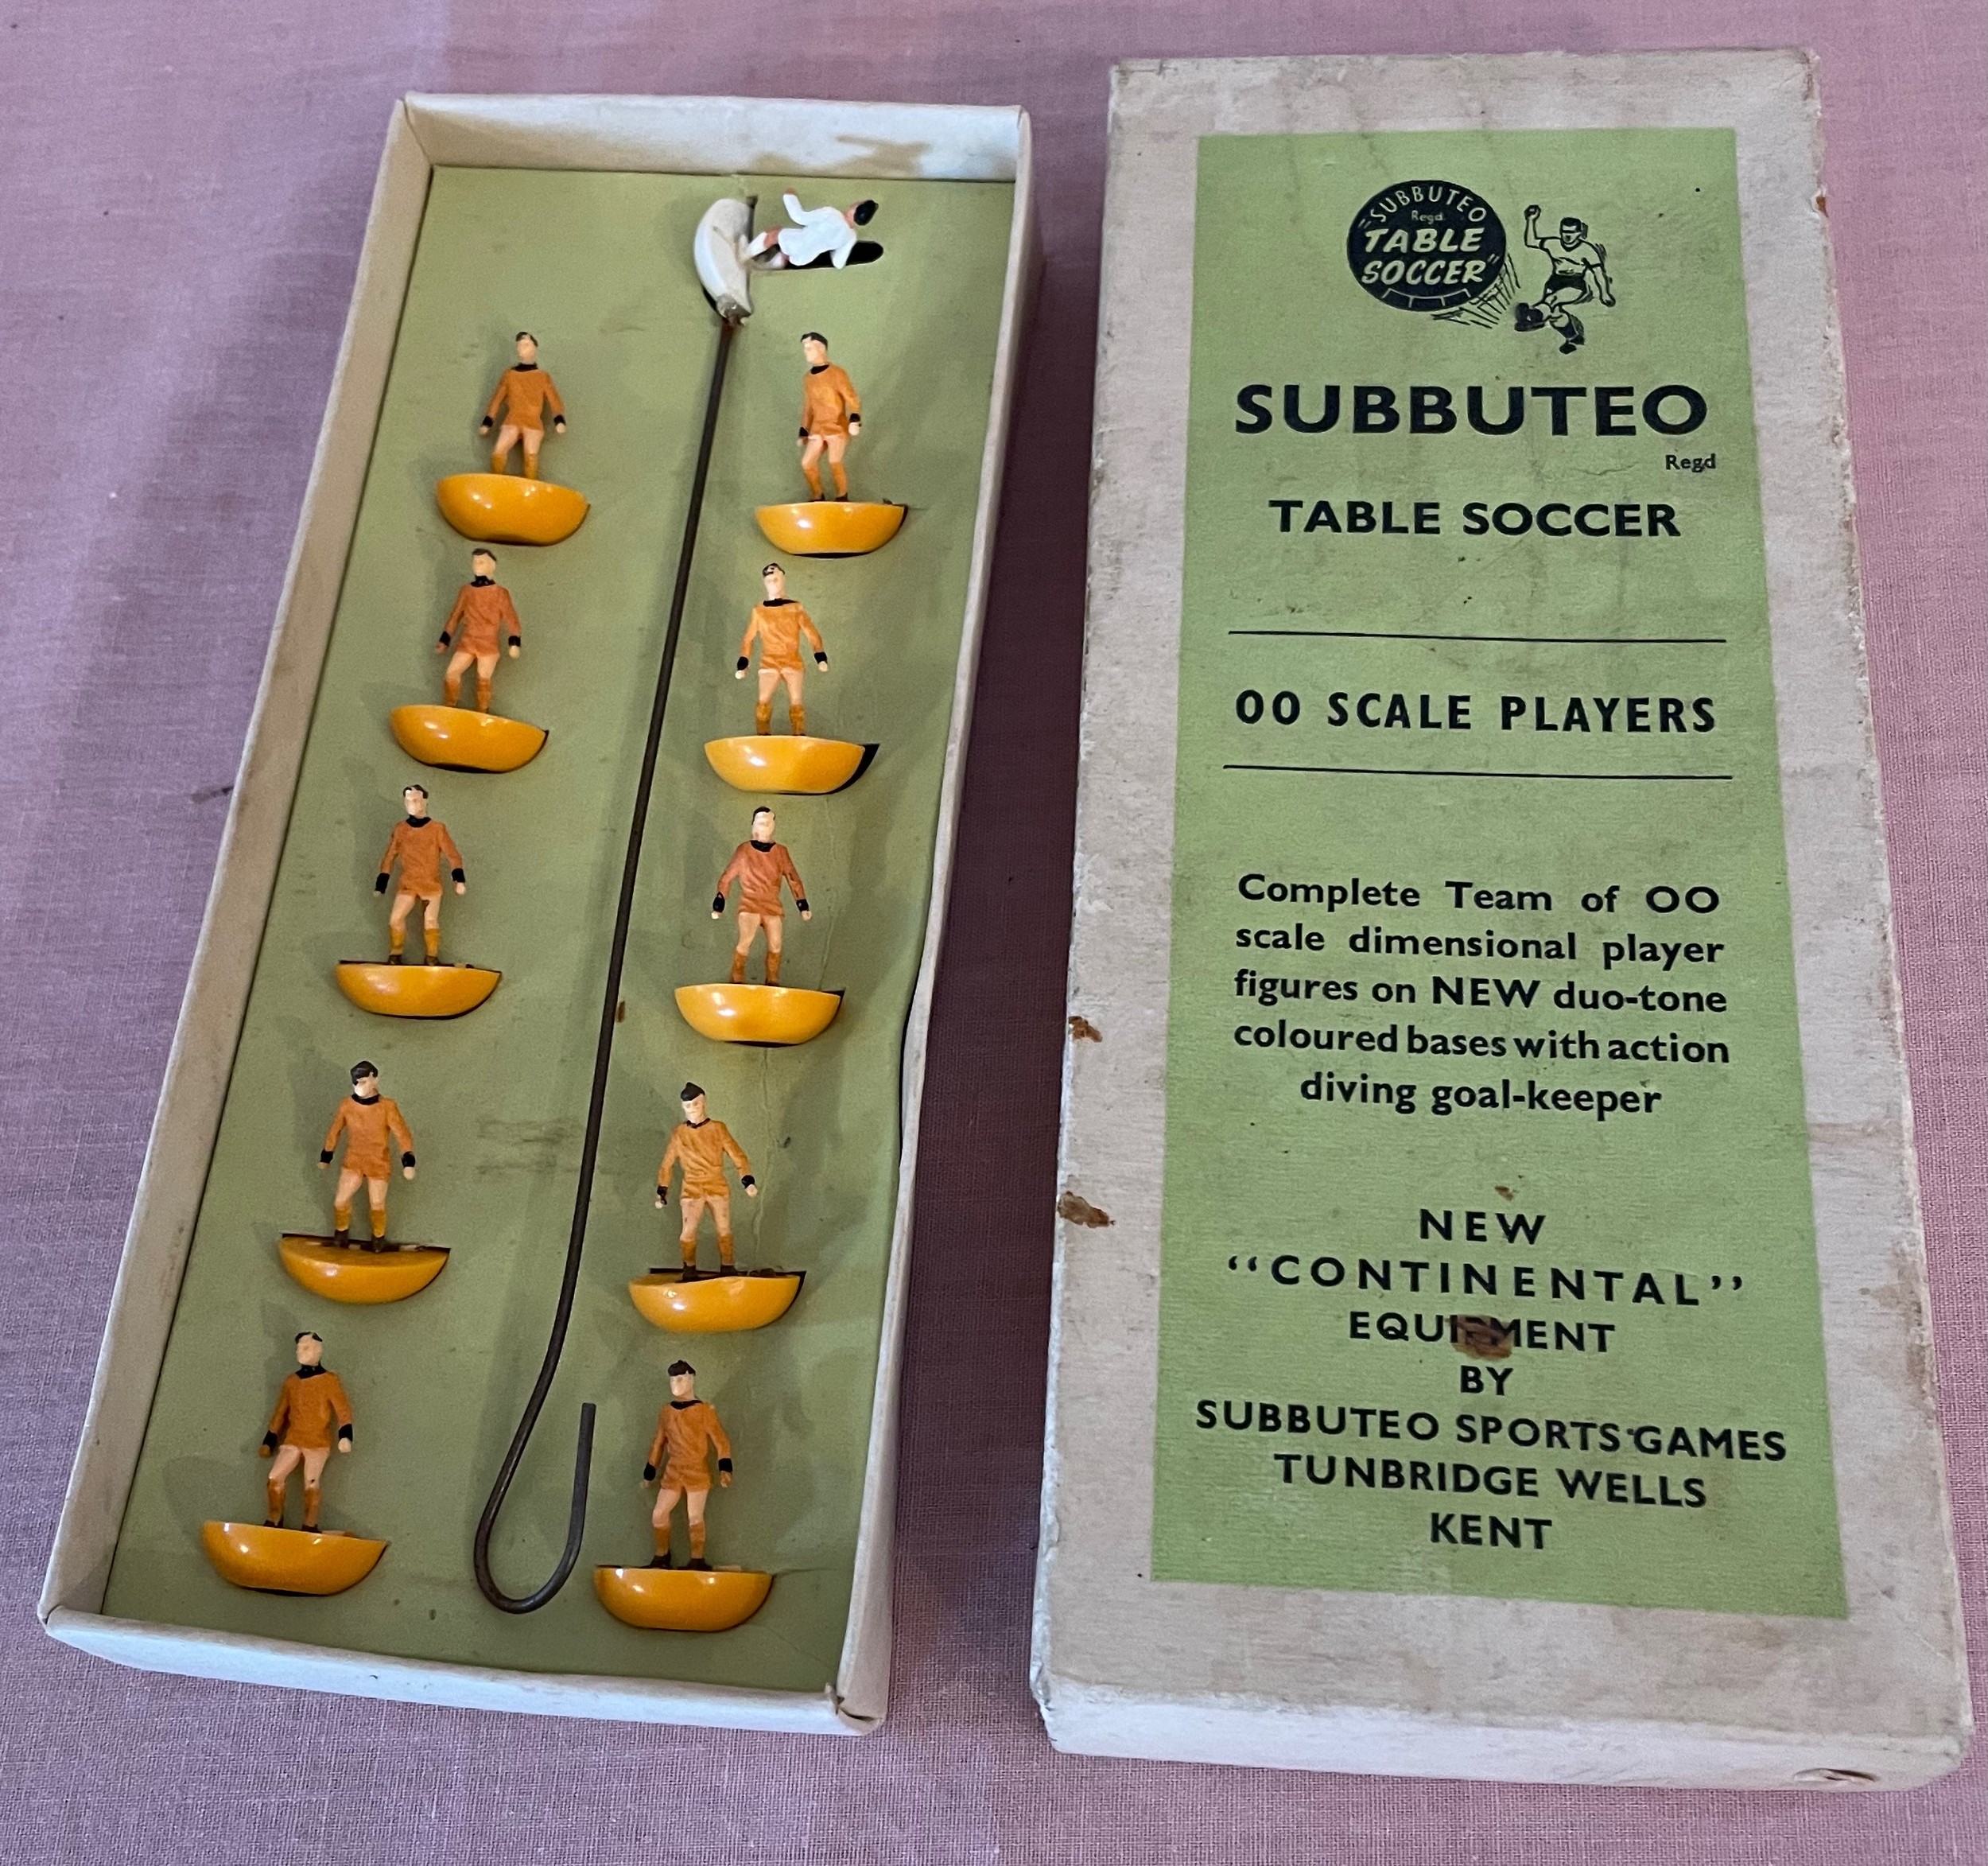 "SUBBUTEO
Regd.
TABLE
SOCCER"
SUBBUTEO
Regd
TABLE SOCCER
OO SCALE PLAYERS
Complete Team of OO
scale dimensional player
figures on NEW duo-tone
coloured bases with action
diving goal-keeper
NEW
“CONTINENTAL”
EQUIPMENT
BY
SUBBUTEO SPORTS GAMES
TUNBRIDGE WELLS
KENT